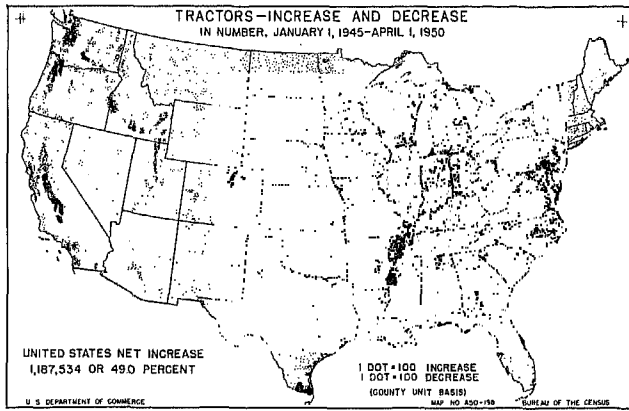 TRACTORS-INCREASE AND DECREASE
IN NUMBER, JANUARY 1, 1945-APRIL 1, 1950
UNITED STATES NET INCREASE
1,187,534 OR 49.0 PERCENT
1 DOT=100 INCREASE
1 DOT=100 DECREASE
(COUNTY UNIT BASIS)
U S DEPARTMENT OF COMMERCE
MAP NO A50-198
BUREAU OF THE CENSUS